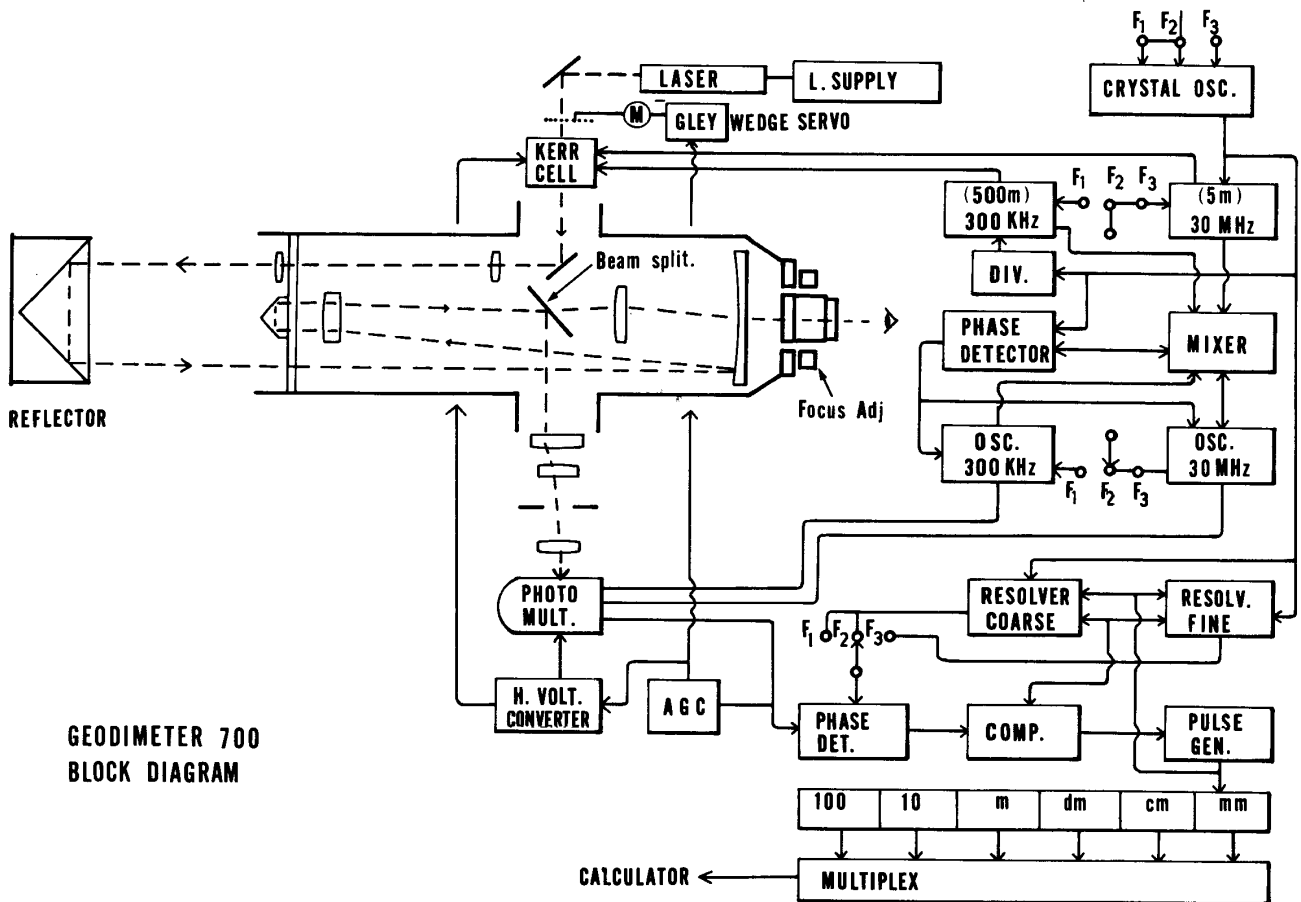 F1 F2 F3
CRYSTAL OSC.
LASER
L. SUPPLY
M
GLEY WEDGE SERVO
KERR
CELL
(500m)
300 KHz
F1 F2 F3
(5m)
30 MHz
Beam split.
DIV.
PHASE
DETECTOR
MIXER
REFLECTOR
Focus Adj
OSC.
300 KHz
F1 F2 F3
OSC.
30 MHz
PHOTO
MULT.
RESOLVER
COARSE
RESOLV.
FINE
F1 F2 F3
H. VOLT.
CONVERTER
AGC
PHASE
DET.
COMP.
PULSE
GEN.
GEODIMETER 700
BLOCK DIAGRAM
100 10 m dm cm mm
MULTIPLEX
CALCULATOR